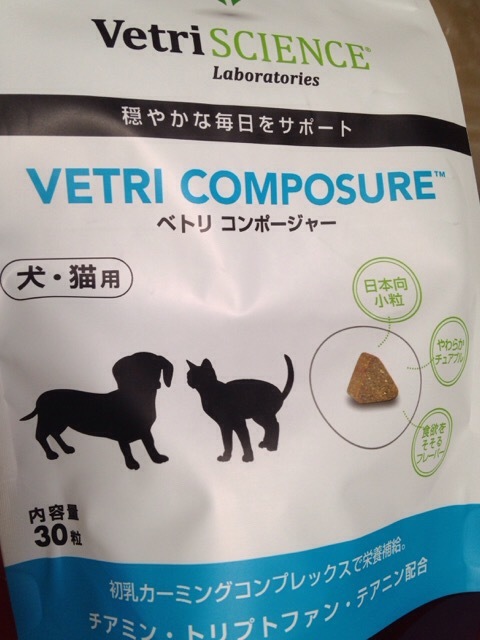 VetriSCIENCE®
Laboratories
穏やかな毎日をサポート
VETRI COMPOSURE™
ベトリ コンポージャー
犬・猫用
日本向
小粒
やわらか
チュアブル
食欲を
そそる
フレーバー
内容量
30粒
初乳カーミングコンプレックスで栄養補給。
チアミン・トリプトファン・テアニン配合